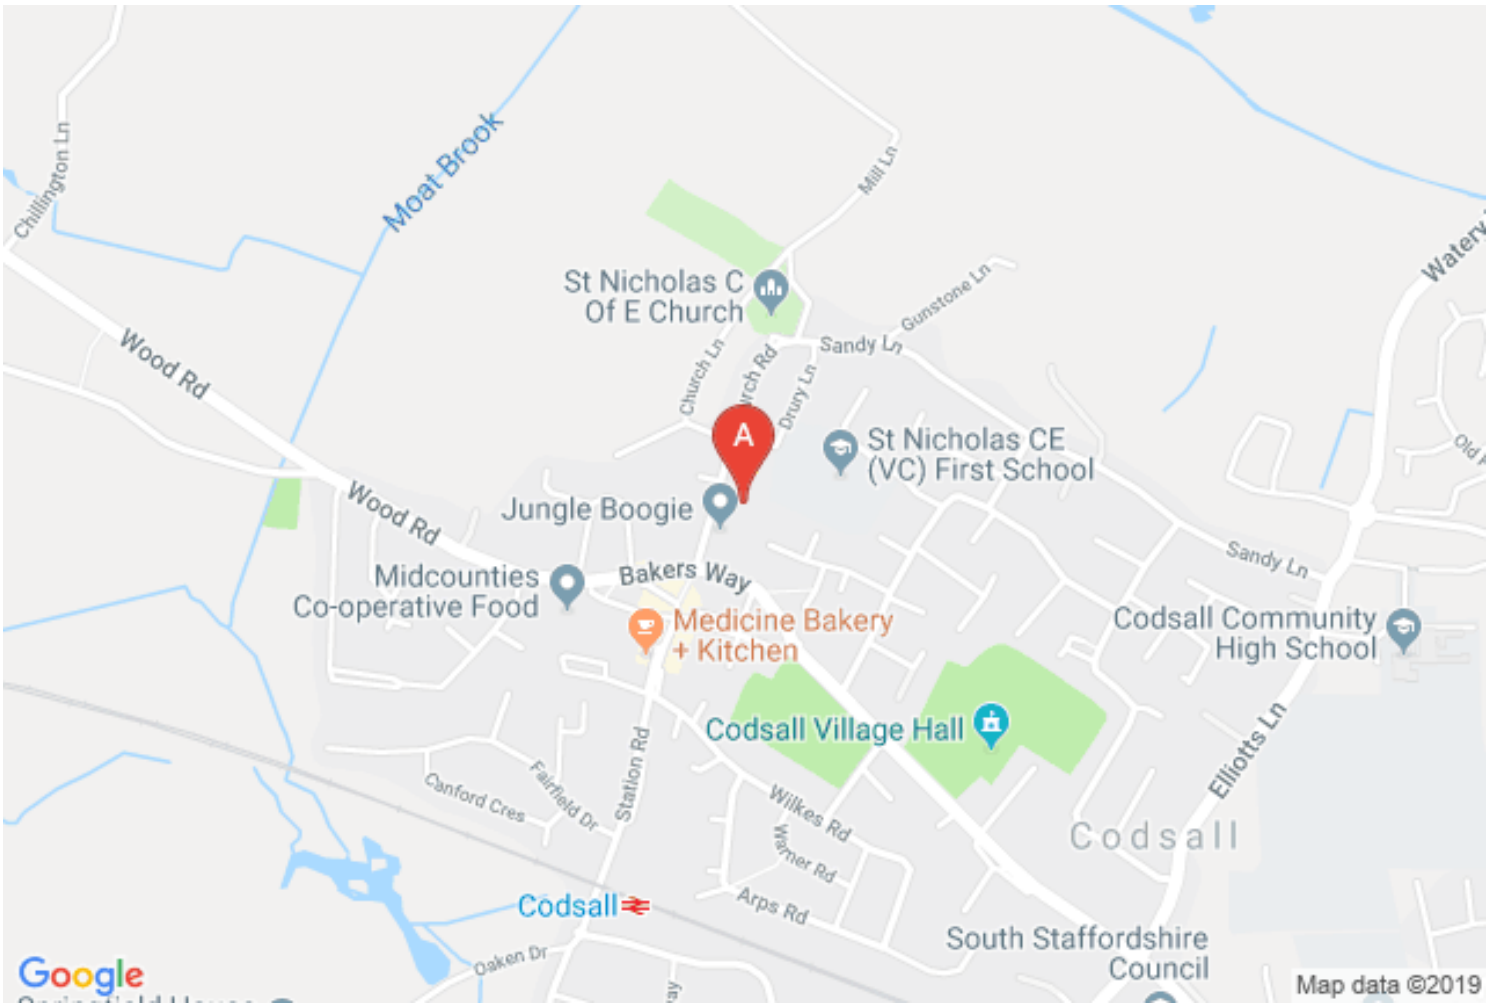 Chillington Ln
Moat Brook
Mill Ln
Watery
St Nicholas C
Of E Church
Gunstone Ln
Wood Rd
Sandy Ln
Church Ln
Drury Ln
A
St Nicholas CE
(VC) First School
Old
Jungle Boogie
Wood Rd
Sandy Ln
Bakers Way
Midcounties
Co-operative Food
Medicine Bakery
+ Kitchen
Codsall Community
High School
Codsall Village Hall
Elliotts Ln
Station Rd
Fairfield Dr
Canford Cres
Wilkes Rd
Warner Rd
Codsall
Arps Rd
Codsall
South Staffordshire
Council
Oaken Dr
Google
Map data ©2019